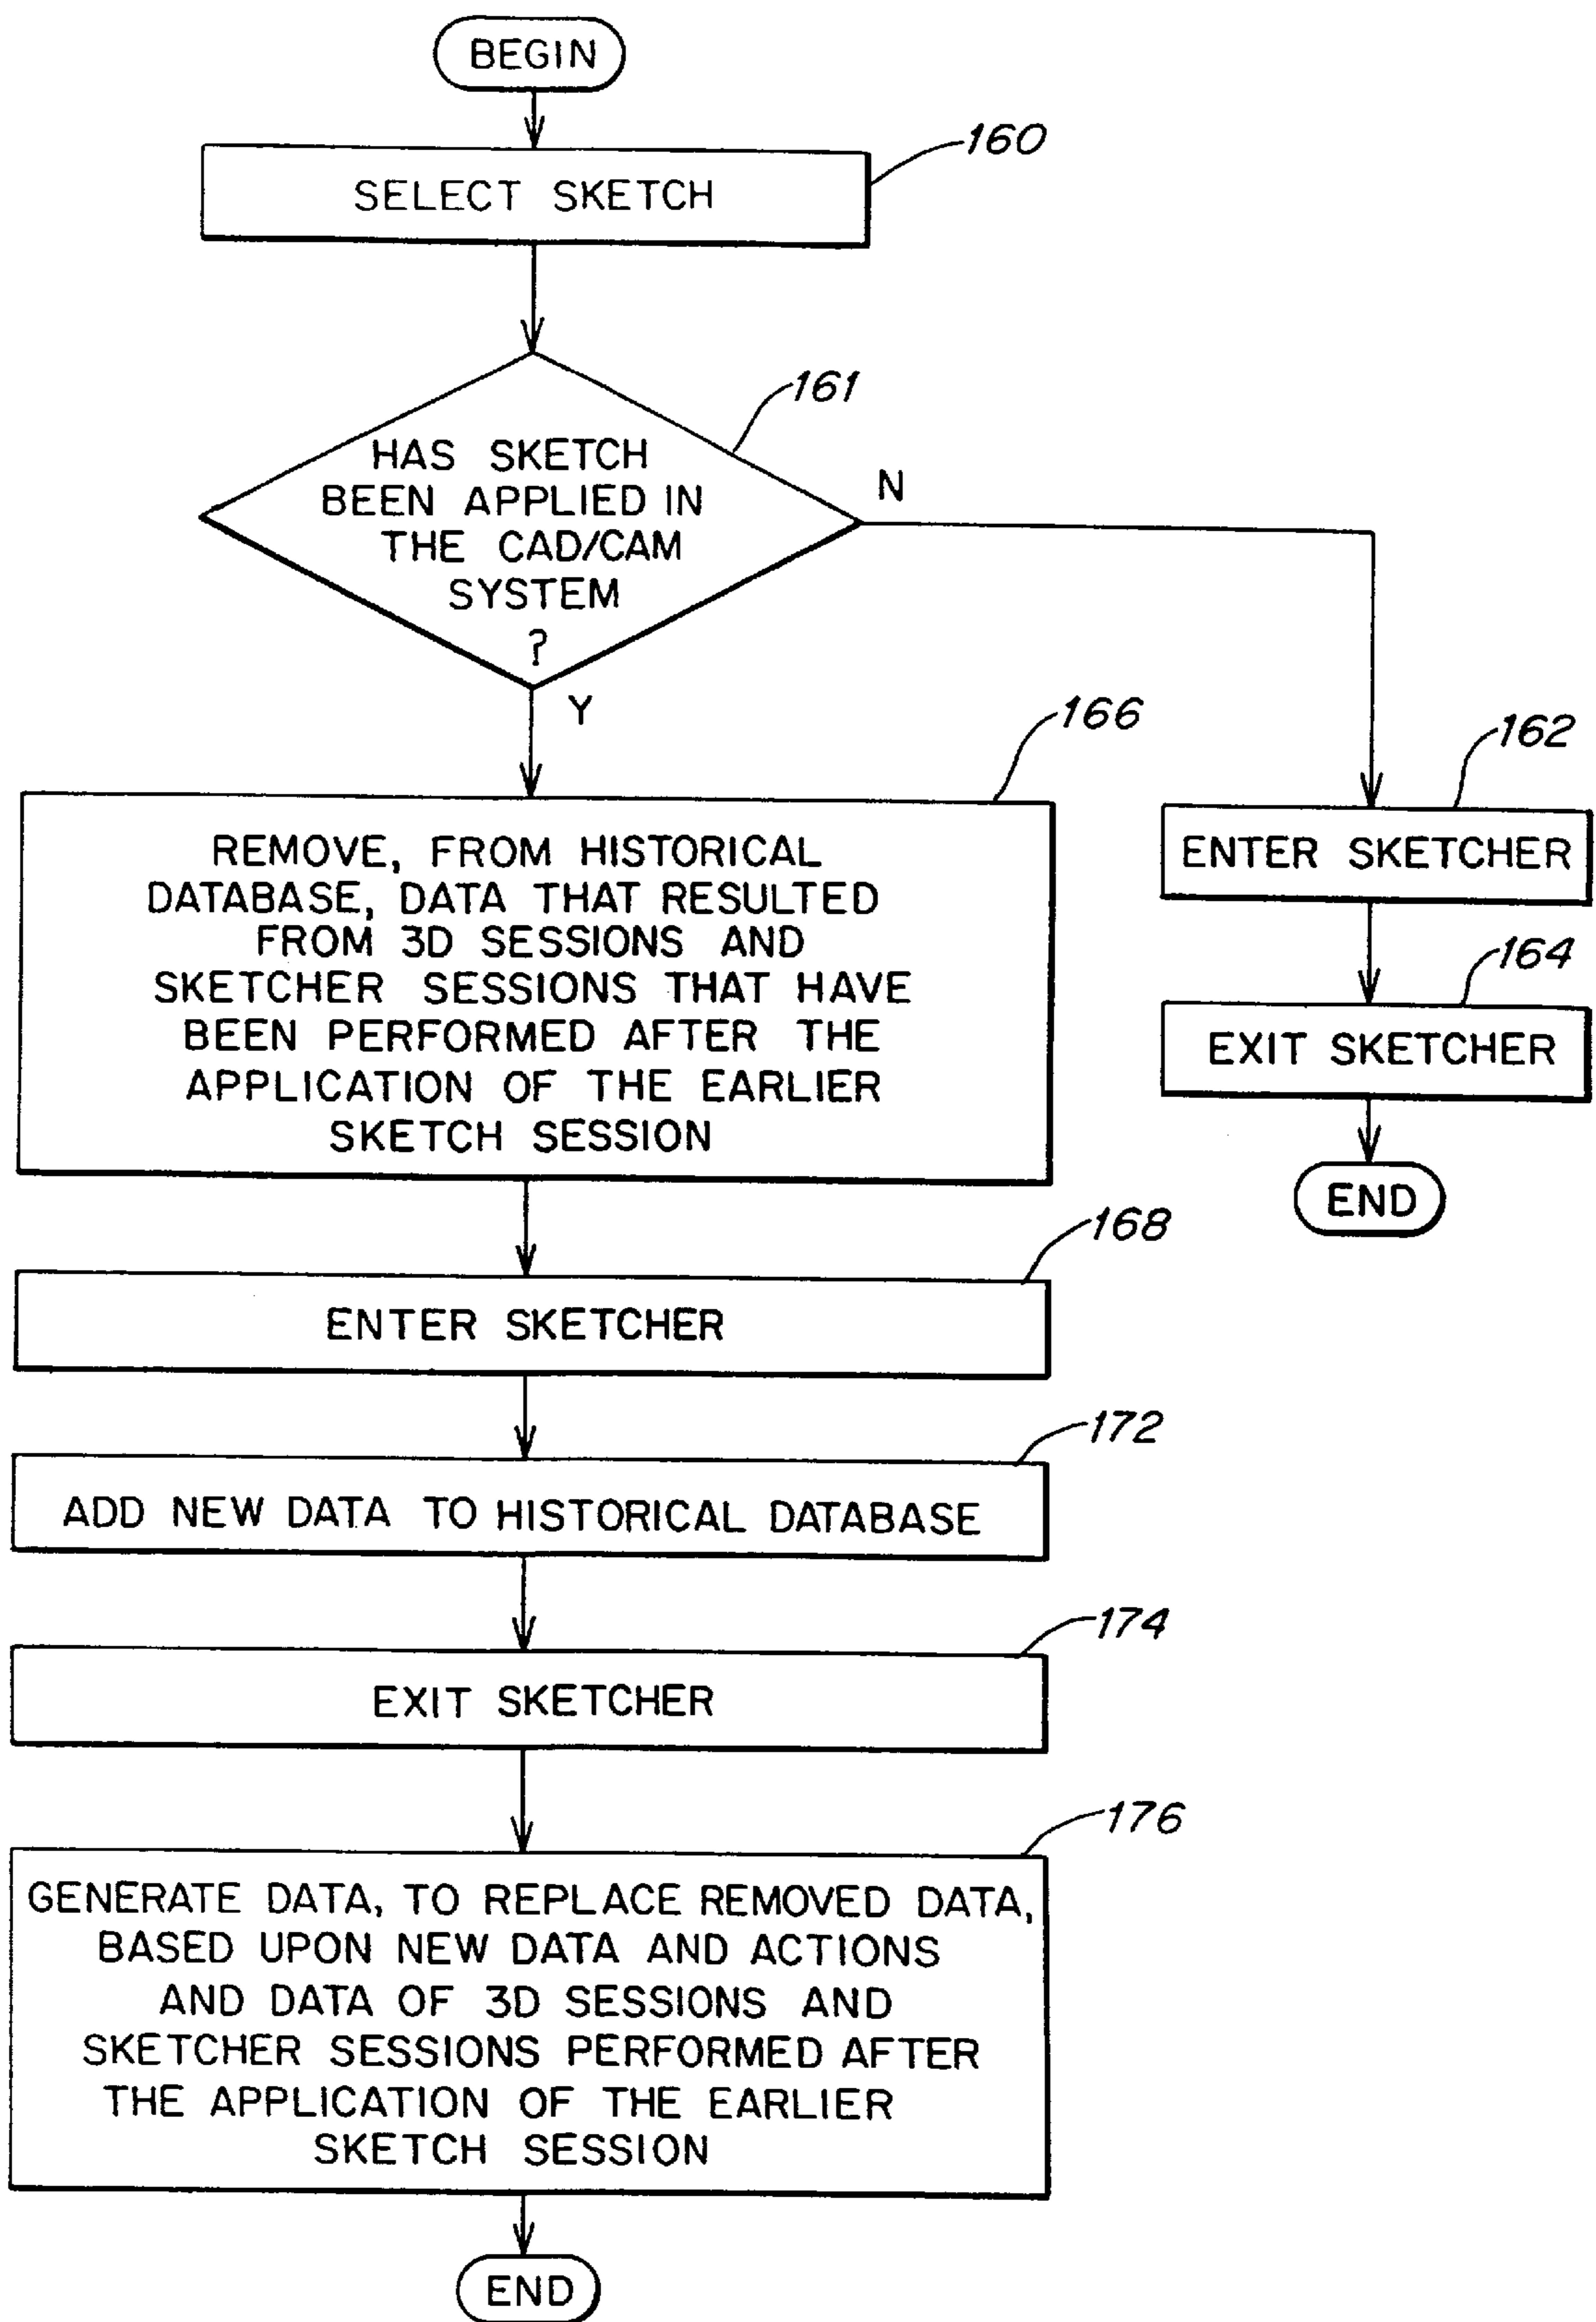 BEGIN
160
SELECT SKETCH
161
HAS SKETCH
BEEN APPLIED IN
THE CAD/CAM
SYSTEM
?
N
Y
166
REMOVE, FROM HISTORICAL
DATABASE, DATA THAT RESULTED
FROM 3D SESSIONS AND
SKETCHER SESSIONS THAT HAVE
BEEN PERFORMED AFTER THE
APPLICATION OF THE EARLIER
SKETCH SESSION
162
ENTER SKETCHER
164
EXIT SKETCHER
END
168
ENTER SKETCHER
172
ADD NEW DATA TO HISTORICAL DATABASE
174
EXIT SKETCHER
176
GENERATE DATA, TO REPLACE REMOVED DATA,
BASED UPON NEW DATA AND ACTIONS
AND DATA OF 3D SESSIONS AND
SKETCHER SESSIONS PERFORMED AFTER
THE APPLICATION OF THE EARLIER
SKETCH SESSION
END